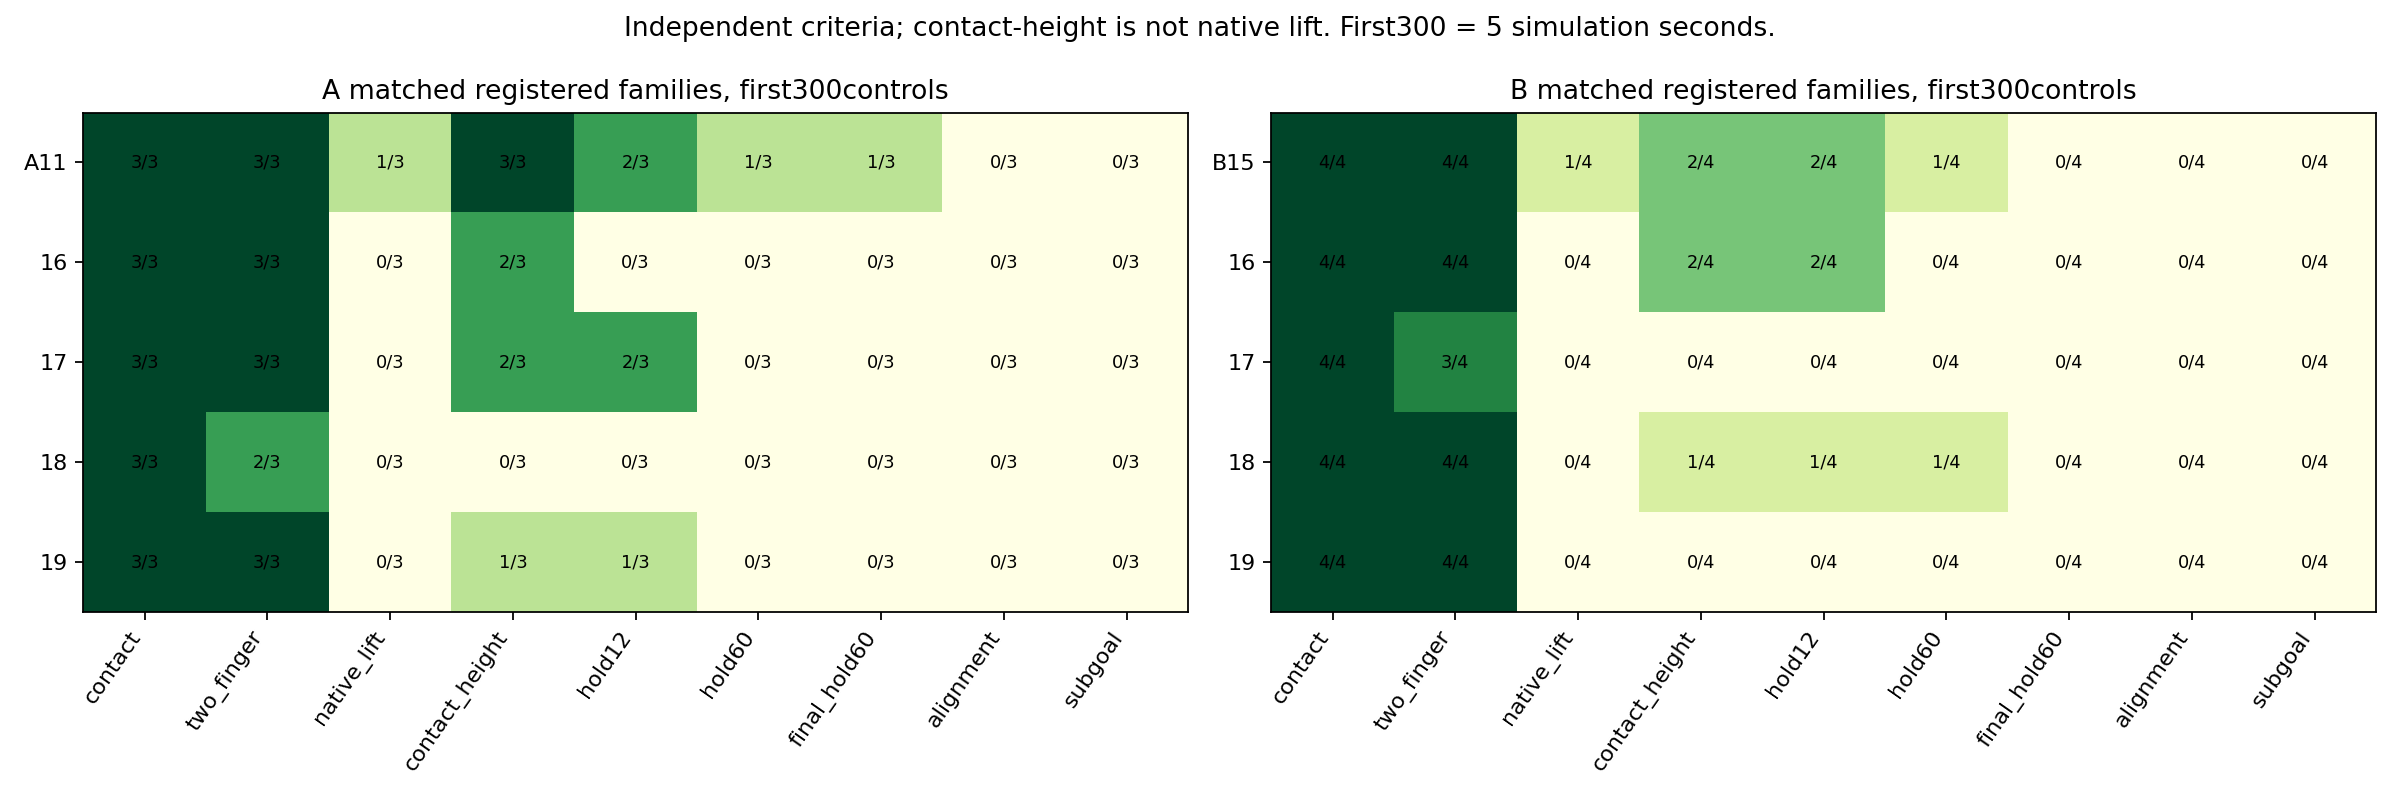 Independent criteria; contact-height is not native lift. First300 = 5 simulation seconds.
A matched registered families, first300controls
A11 3/3 3/3 1/3 3/3 2/3 1/3 1/3 0/3 0/3
16 3/3 3/3 0/3 2/3 0/3 0/3 0/3 0/3 0/3
17 3/3 3/3 0/3 2/3 2/3 0/3 0/3 0/3 0/3
18 3/3 2/3 0/3 0/3 0/3 0/3 0/3 0/3 0/3
19 3/3 3/3 0/3 1/3 1/3 0/3 0/3 0/3 0/3
contact
two_finger
native_lift
contact_height
hold12
hold60
final_hold60
alignment
subgoal
B matched registered families, first300controls
B15 4/4 4/4 1/4 2/4 2/4 1/4 0/4 0/4 0/4
16 4/4 4/4 0/4 2/4 2/4 0/4 0/4 0/4 0/4
17 4/4 3/4 0/4 0/4 0/4 0/4 0/4 0/4 0/4
18 4/4 4/4 0/4 1/4 1/4 1/4 0/4 0/4 0/4
19 4/4 4/4 0/4 0/4 0/4 0/4 0/4 0/4 0/4
contact
two_finger
native_lift
contact_height
hold12
hold60
final_hold60
alignment
subgoal